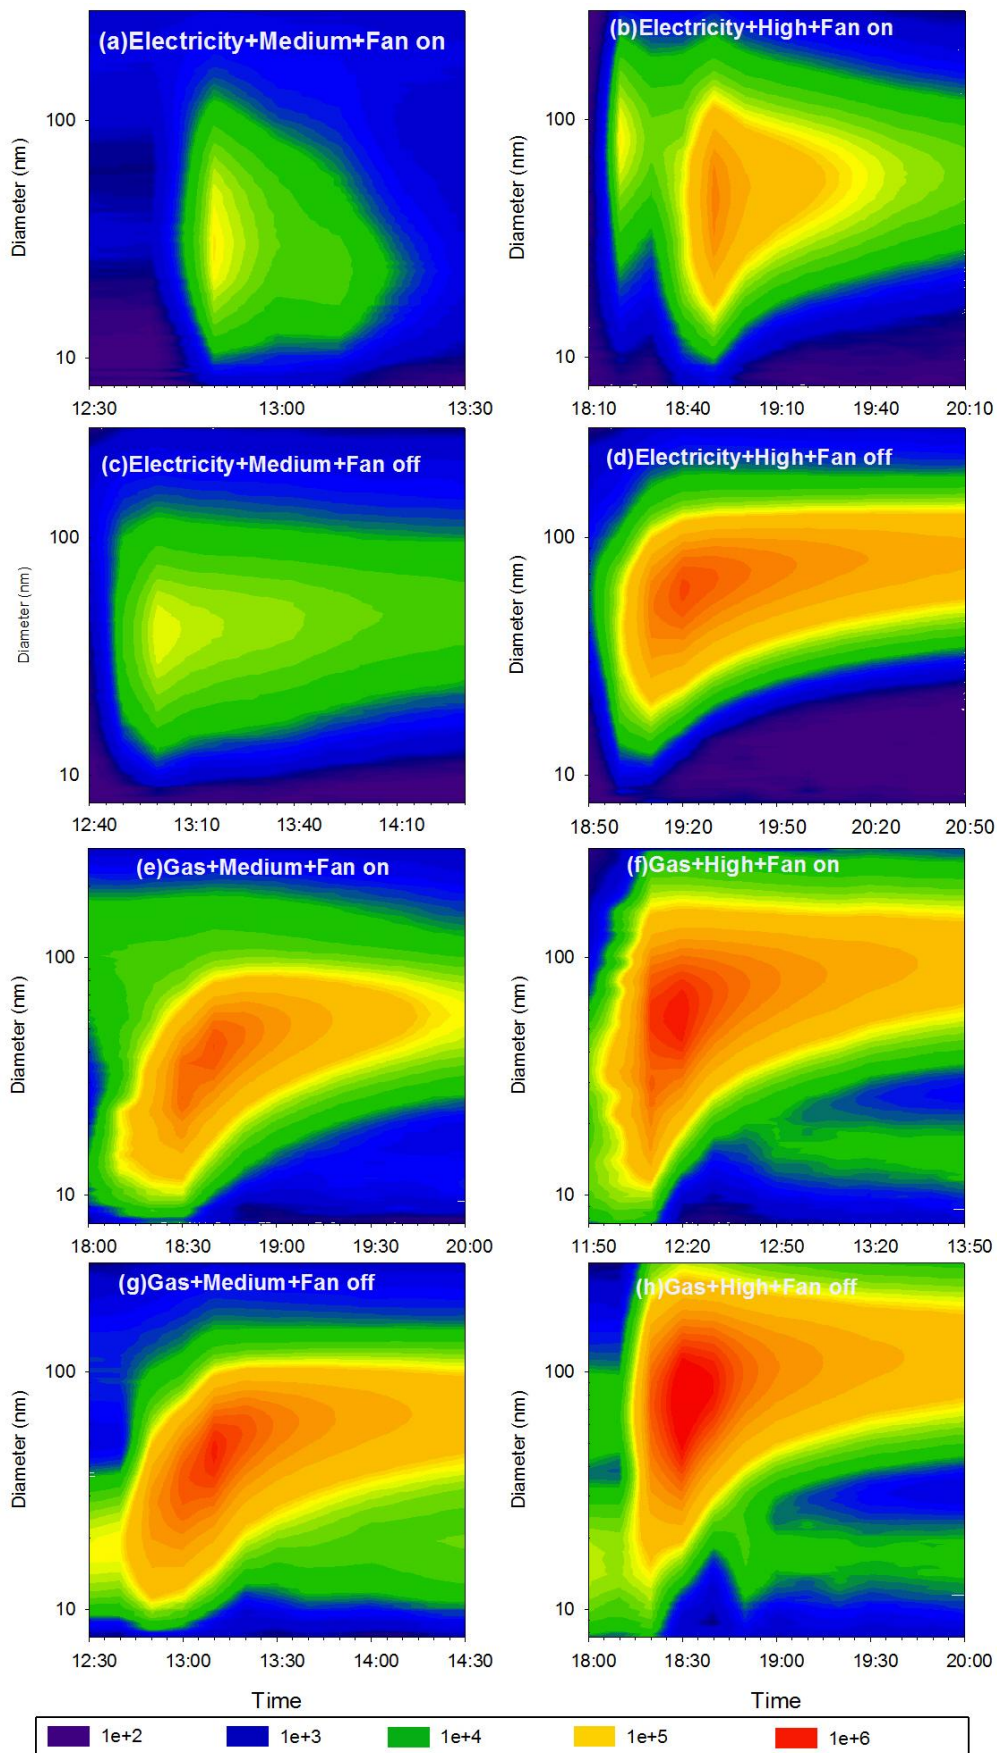 (a)Electricity+Medium+Fan on
Diameter (nm)
100
10
12:30 13:00 13:30
(b)Electricity+High+Fan on
Diameter (nm)
100
10
18:10 18:40 19:10 19:40 20:10
(c)Electricity+Medium+Fan off
Diameter (nm)
100
10
12:40 13:10 13:40 14:10
(d)Electricity+High+Fan off
Diameter (nm)
100
10
18:50 19:20 19:50 20:20 20:50
(e)Gas+Medium+Fan on
Diameter (nm)
100
10
18:00 18:30 19:00 19:30 20:00
(f)Gas+High+Fan on
Diameter (nm)
100
10
11:50 12:20 12:50 13:20 13:50
(g)Gas+Medium+Fan off
Diameter (nm)
100
10
12:30 13:00 13:30 14:00 14:30
Time
(h)Gas+High+Fan off
Diameter (nm)
100
10
18:00 18:30 19:00 19:30 20:00
Time
1e+2 1e+3 1e+4 1e+5 1e+6